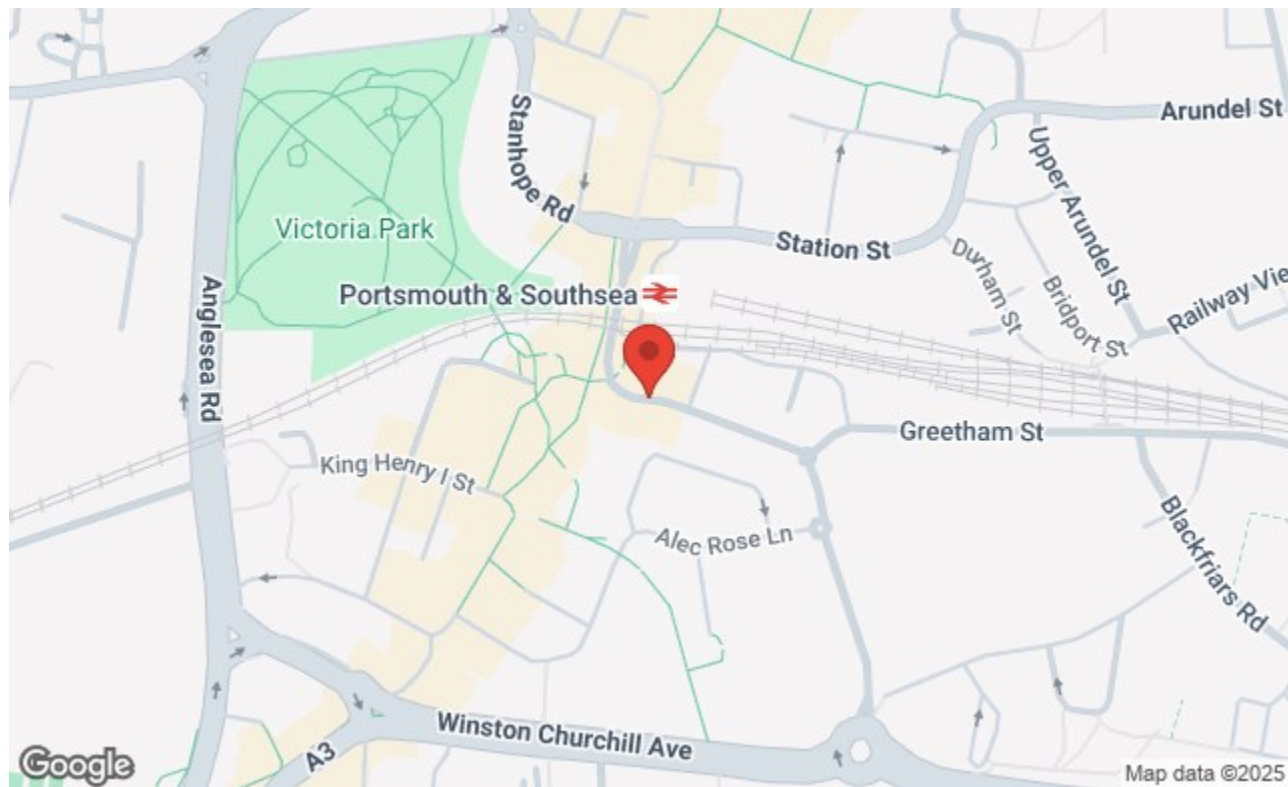 Arundel St
Stanhope Rd
Upper Arundel St
Victoria Park
Station St
Durham St
Bridport St
Railway Vie
Portsmouth & Southsea
Anglesea Rd
Greetham St
King Henry I St
Alec Rose Ln
Blackfriars Rd
Winston Churchill Ave
A3
Google
Map data ©2025